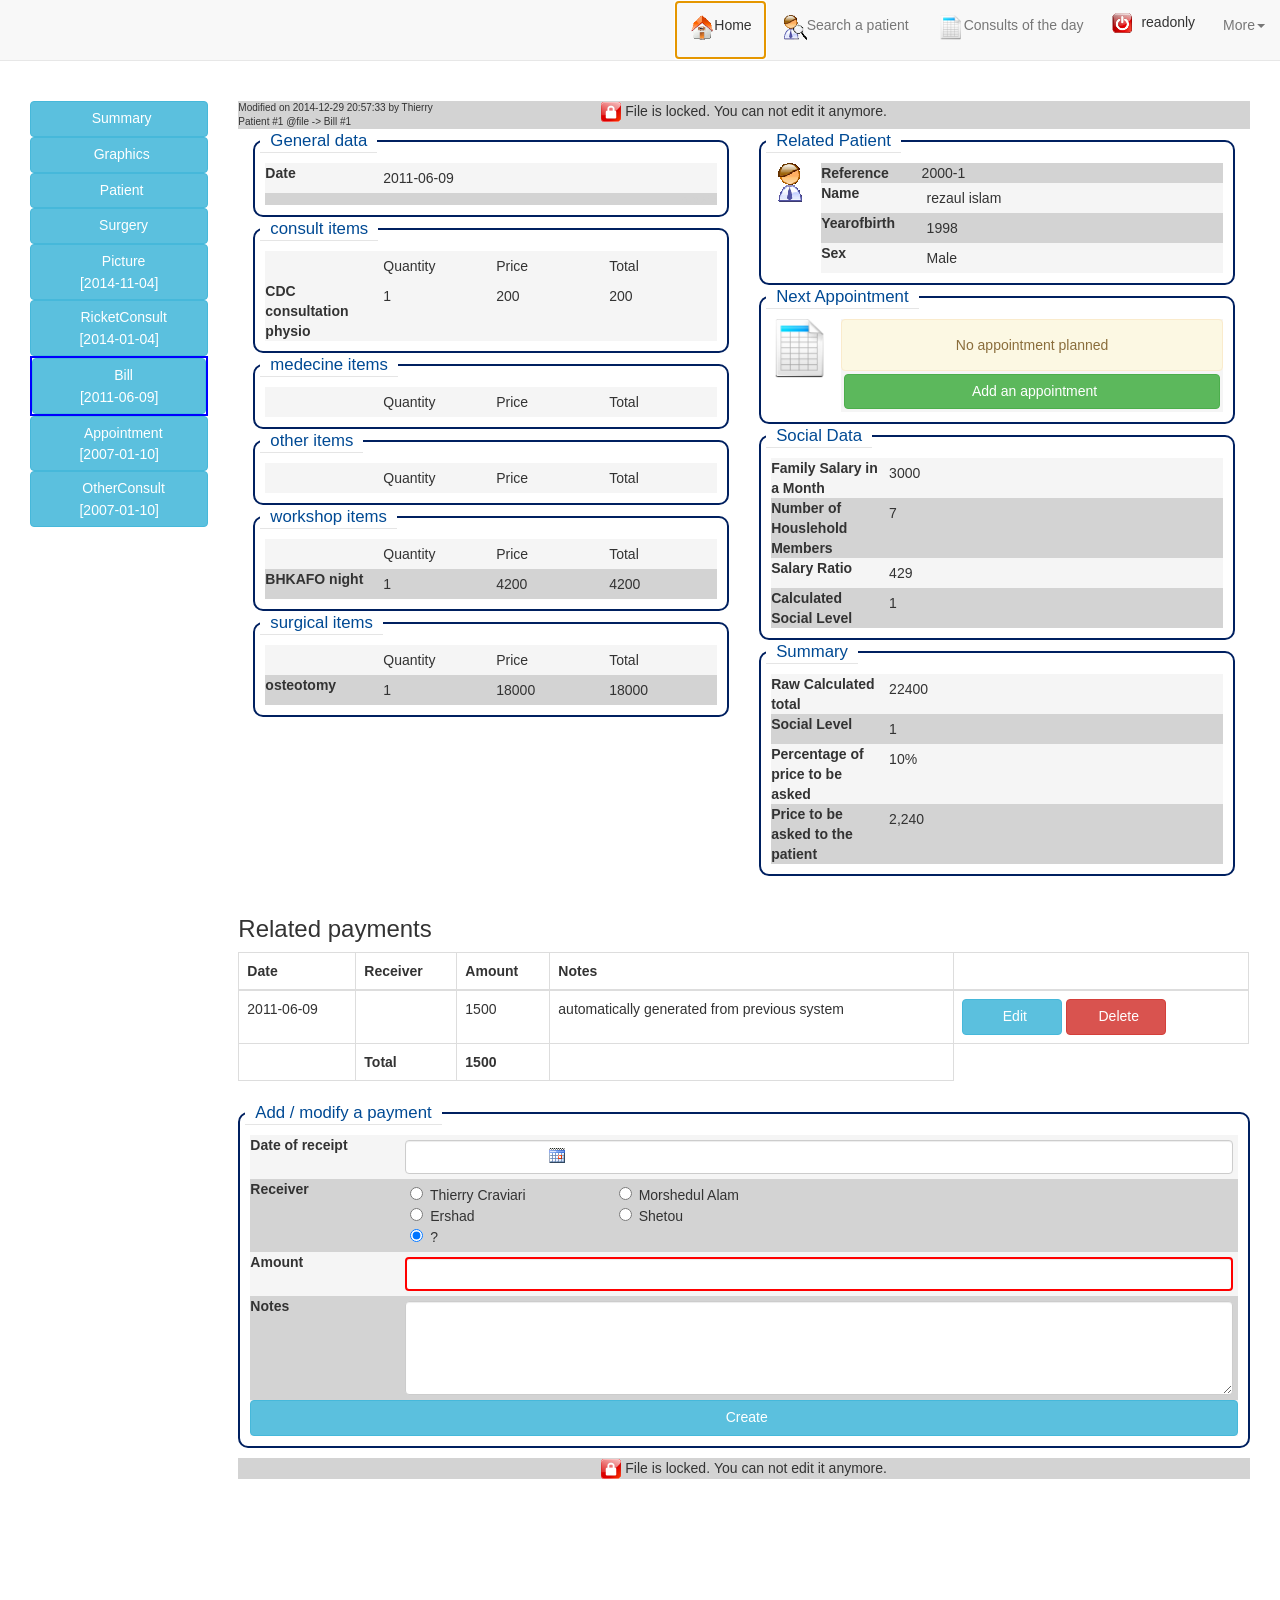 Home Search a patient Consults of the day readonly More
Summary
Graphics
Patient
Surgery
Picture
[2014-11-04]
RicketConsult
[2014-01-04]
Bill
[2011-06-09]
Appointment
[2007-01-10]
OtherConsult
[2007-01-10]
Modified on 2014-12-29 20:57:33 by Thierry
Patient #1 @file -> Bill #1
File is locked. You can not edit it anymore.
General data
Date 2011-06-09
consult items
Quantity Price Total
CDC 1 200 200
consultation
physio
medecine items
Quantity Price Total
other items
Quantity Price Total
workshop items
Quantity Price Total
BHKAFO night 1 4200 4200
surgical items
Quantity Price Total
osteotomy 1 18000 18000
Related Patient
Reference 2000-1
Name rezaul islam
Yearofbirth 1998
Sex Male
Next Appointment
No appointment planned
Add an appointment
Social Data
Family Salary in 3000
a Month
Number of 7
Houslehold
Members
Salary Ratio 429
Calculated 1
Social Level
Summary
Raw Calculated 22400
total
Social Level 1
Percentage of 10%
price to be
asked
Price to be 2,240
asked to the
patient
Related payments
Date Receiver Amount Notes
2011-06-09 1500 automatically generated from previous system Edit Delete
Total 1500
Add / modify a payment
Date of receipt
Receiver Thierry Craviari Morshedul Alam
Ershad Shetou
?
Amount
Notes
Create
File is locked. You can not edit it anymore.